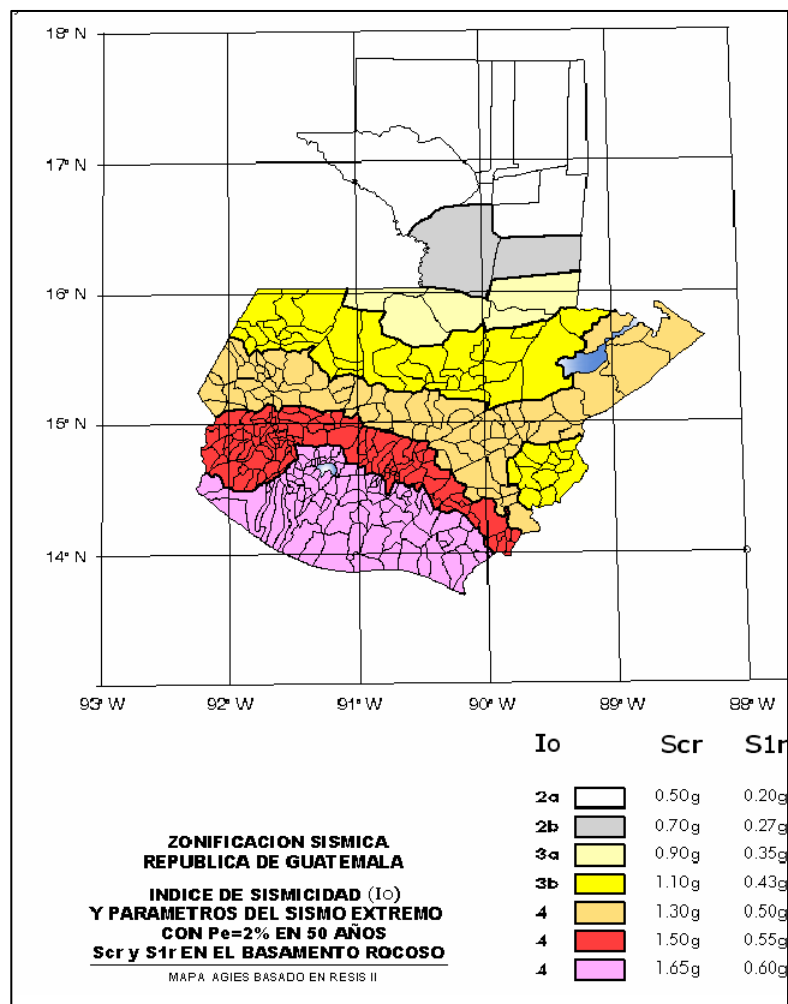 18° N
17° N
16° N
15° N
14° N
93° W 92° W 91° W 90° W 89° W 88° W
Io Scr S1r
2a 0.50g 0.20g
2b 0.70g 0.27g
3a 0.90g 0.35g
3b 1.10g 0.43g
4 1.30g 0.50g
4 1.50g 0.55g
4 1.65g 0.60g
ZONIFICACION SISMICA
REPUBLICA DE GUATEMALA
INDICE DE SISMICIDAD (Io)
Y PARAMETROS DEL SISMO EXTREMO
CON Pe=2% EN 50 AÑOS
Scr y S1r EN EL BASAMENTO ROCOSO
MAPA AGIES BASADO EN RESIS II